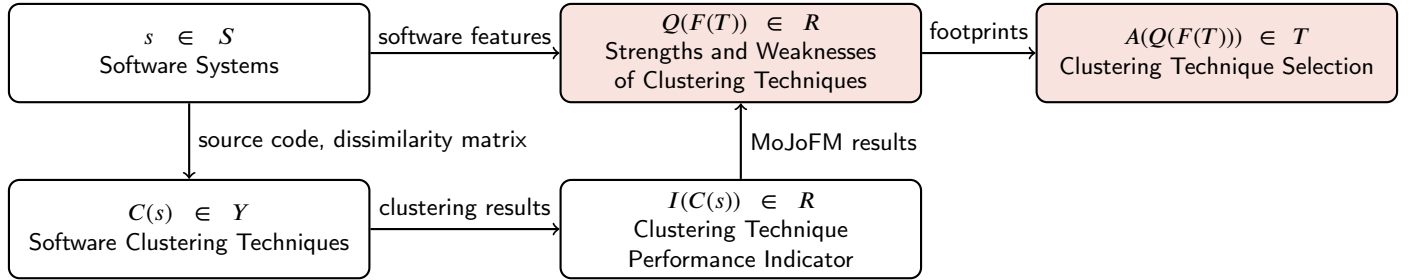 s ∈ S
Software Systems
software features
Q(F(T)) ∈ R
Strengths and Weaknesses
of Clustering Techniques
footprints
A(Q(F(T))) ∈ T
Clustering Technique Selection
source code, dissimilarity matrix
MoJoFM results
C(s) ∈ Y
Software Clustering Techniques
clustering results
I(C(s)) ∈ R
Clustering Technique
Performance Indicator